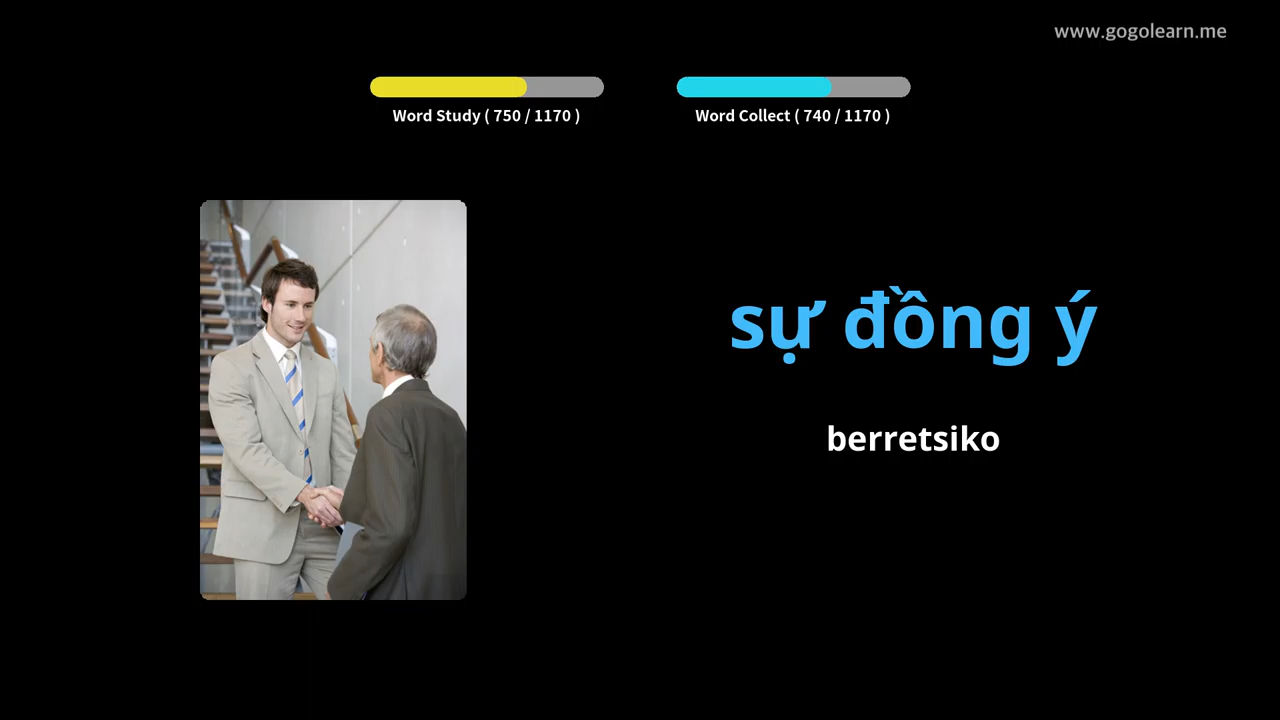 www.gogolearn.me
Word Study ( 750 / 1170 )
Word Collect ( 740 / 1170 )
sự đồng ý
berretsiko